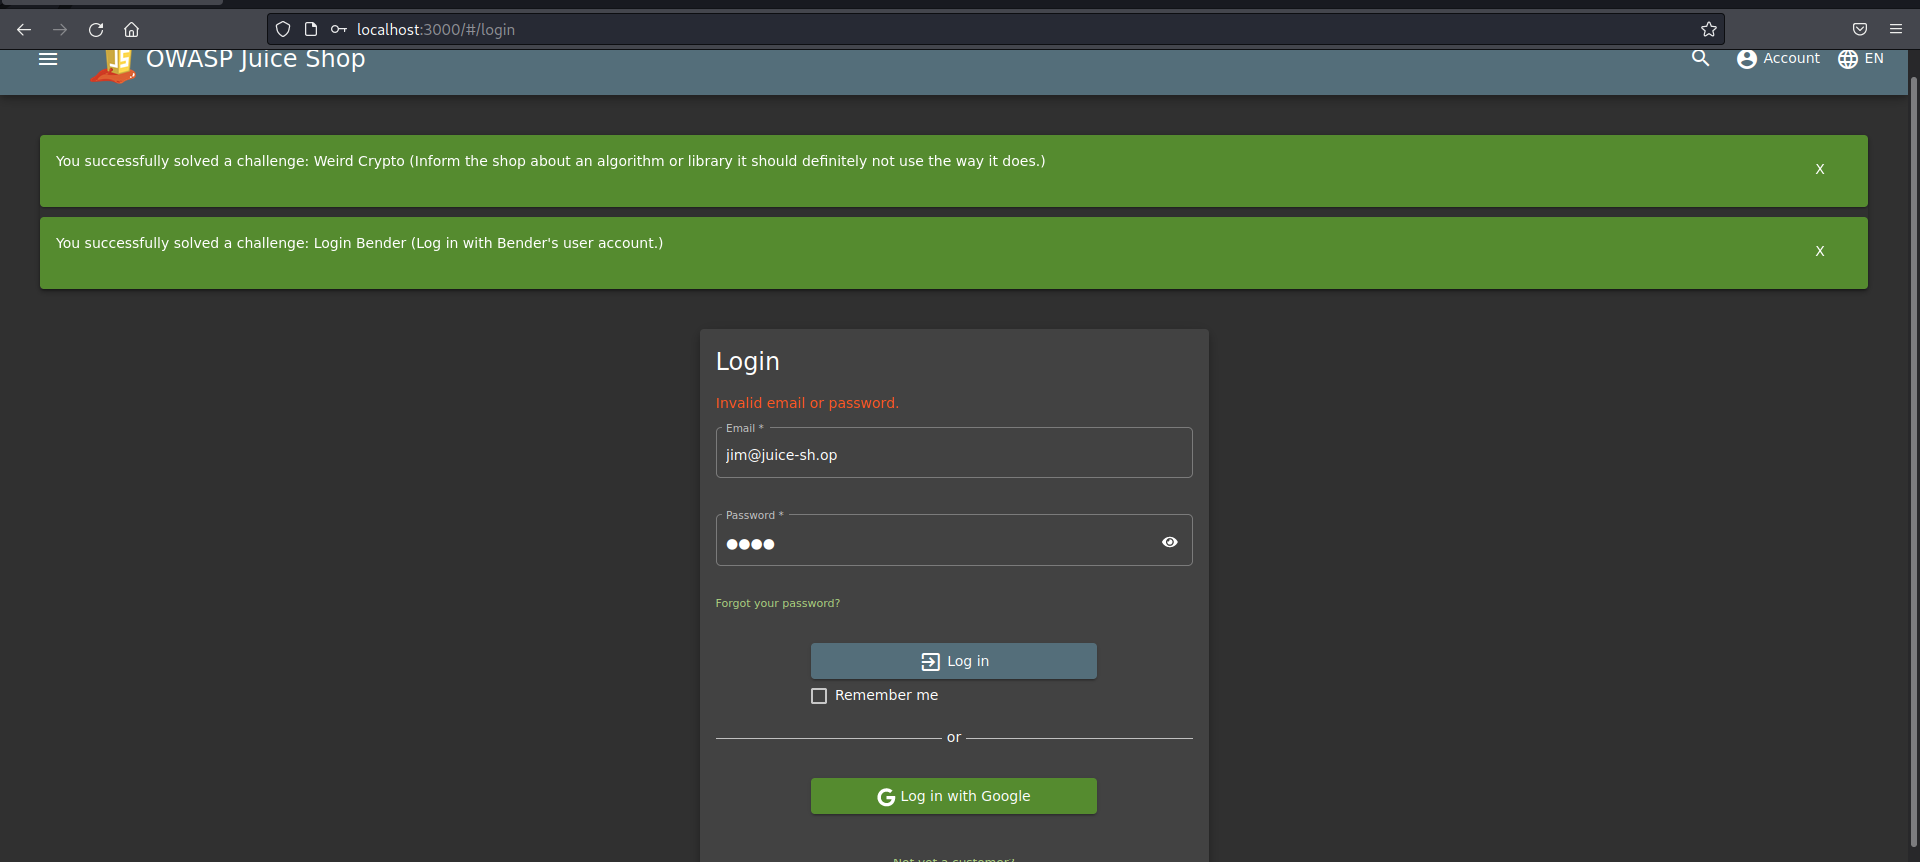 localhost:3000/#/login
OWASP Juice Shop
Account
EN
You successfully solved a challenge: Weird Crypto (Inform the shop about an algorithm or library it should definitely not use the way it does.)
X
You successfully solved a challenge: Login Bender (Log in with Bender's user account.)
X
Login
Invalid email or password.
Email *
jim@juice-sh.op
Password *
●●●●
Forgot your password?
Log in
Remember me
or
G Log in with Google
Not yet a customer?